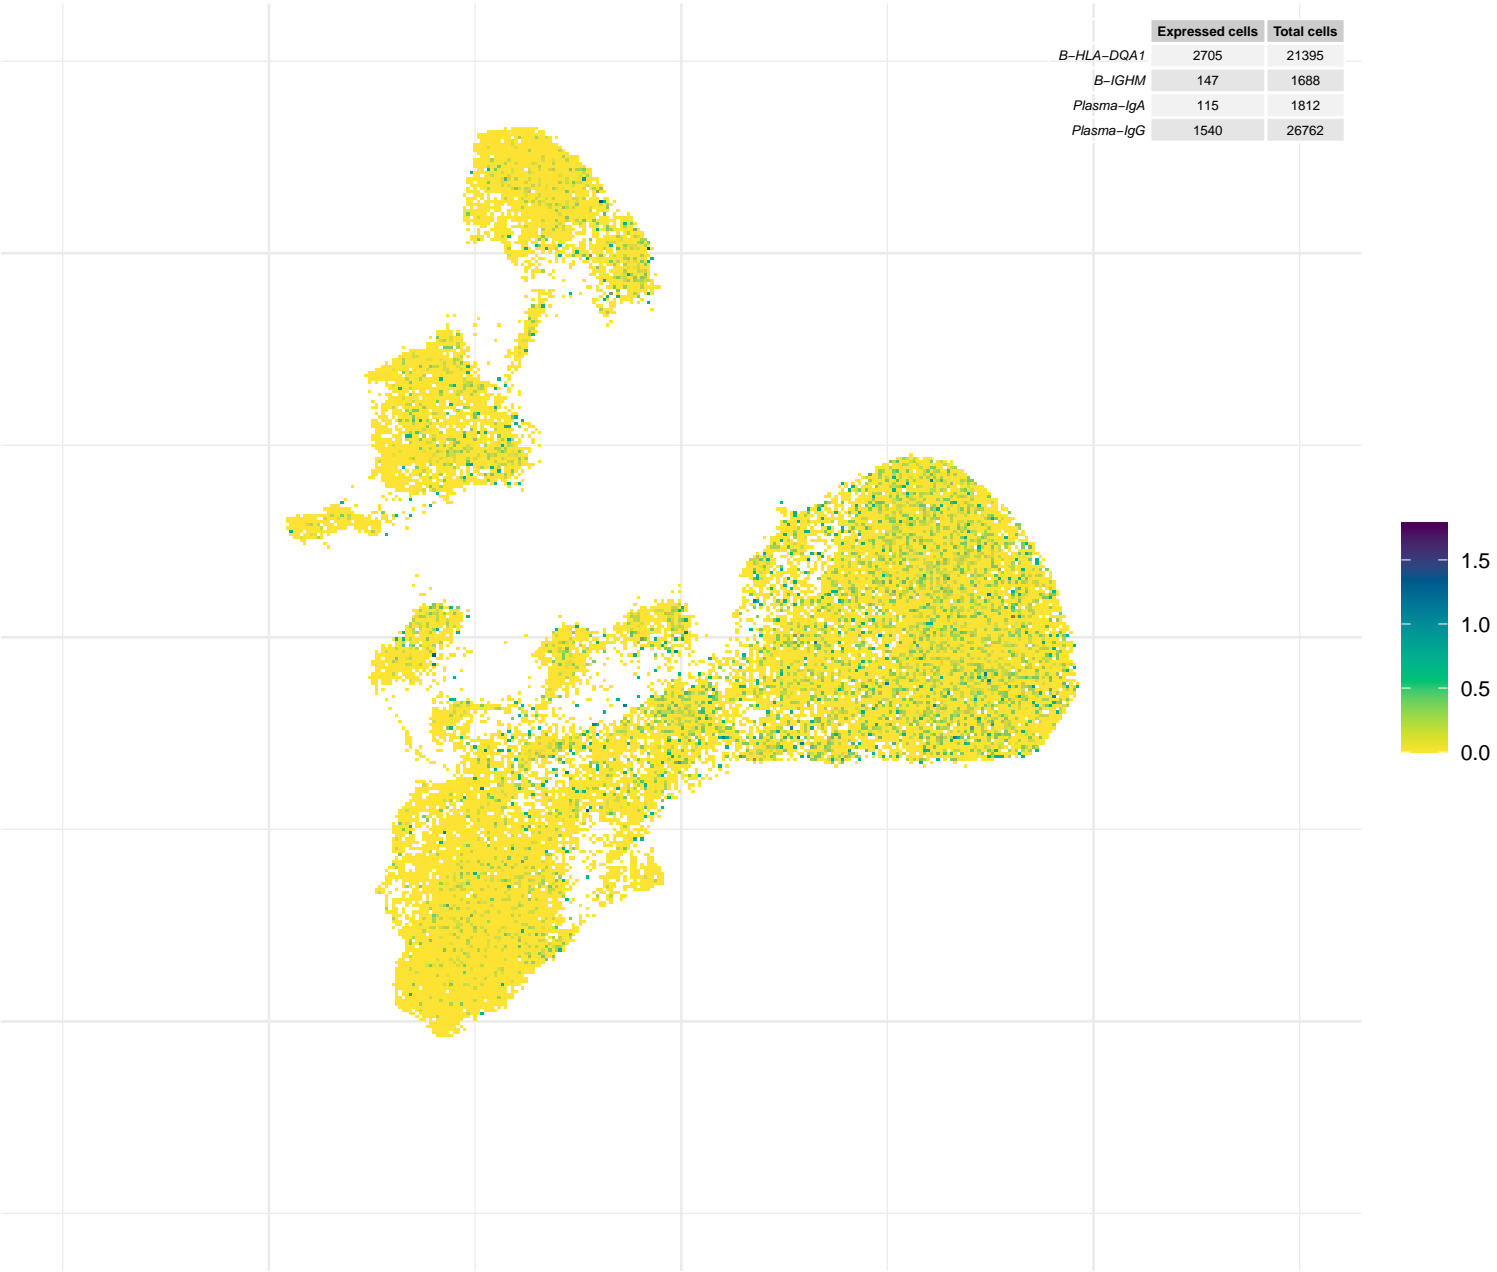 Expressed cells Total cells
B−HLA−DQA1 2705 21395
B−IGHM 147 1688
Plasma−IgA 115 1812
Plasma−IgG 1540 26762
1.5
1.0
0.5
0.0